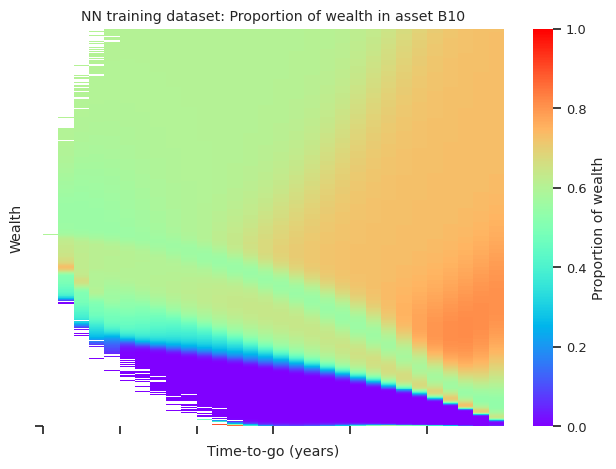 NN training dataset: Proportion of wealth in asset B10
Wealth
Time-to-go (years)
1.0
0.8
0.6
0.4
0.2
0.0
Proportion of wealth